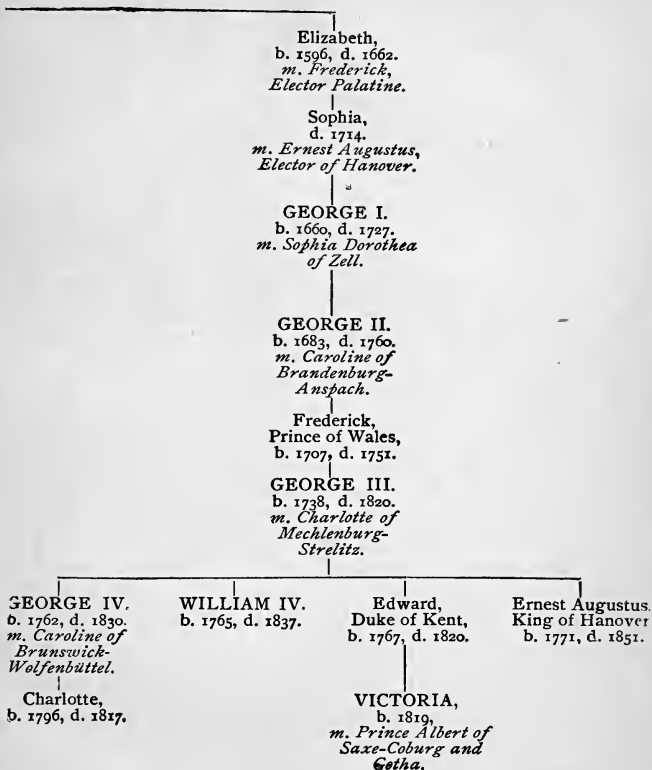 Elizabeth,
b. 1596, d. 1662.
m. Frederick,
Elector Palatine.
Sophia,
d. 1714.
m. Ernest Augustus,
Elector of Hanover.
GEORGE I.
b. 1660, d. 1727.
m. Sophia Dorothea
of Zell.
GEORGE II.
b. 1683, d. 1760.
m. Caroline of
Brandenburg-
Anspach.
Frederick,
Prince of Wales,
b. 1707, d. 1751.
GEORGE III.
b. 1738, d. 1820.
m. Charlotte of
Mechlenburg-
Strelitz.
GEORGE IV.
b. 1762, d. 1830.
m. Caroline of
Brunswick-
Wolfenbüttel.
Charlotte,
b. 1796, d. 1817.
WILLIAM IV.
b. 1765, d. 1837.
Edward,
Duke of Kent,
b. 1767, d. 1820.
VICTORIA,
b. 1819,
m. Prince Albert of
Saxe-Coburg and
Gotha.
Ernest Augustus.
King of Hanover
b. 1771, d. 1851.